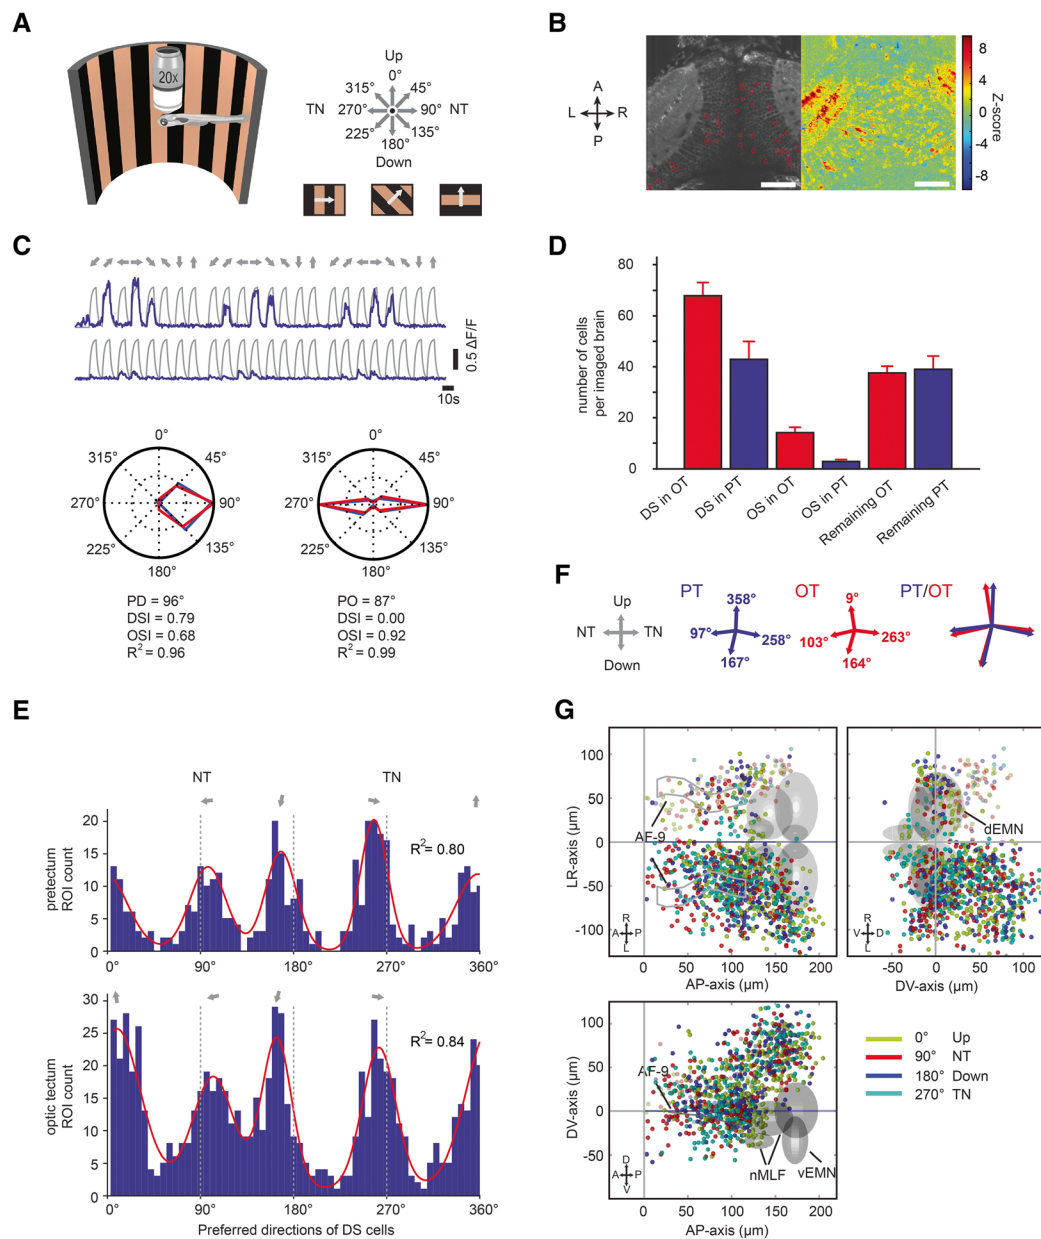 A
20x
Up
0°
315° 45°
TN 270° 90° NT
225° 135°
180°
Down
B
A
L R
P
8
4
0
-4
-8
Z-score
C
0.5 ΔF/F
10s
0°
315° 45°
270° 90°
225° 135°
180°
PD = 96°
DSI = 0.79
OSI = 0.68
R² = 0.96
0°
315° 45°
270° 90°
225° 135°
180°
PO = 87°
DSI = 0.00
OSI = 0.92
R² = 0.99
D
number of cells
per imaged brain
80
60
40
20
0
DS in OT
DS in PT
OS in OT
OS in PT
Remaining OT
Remaining PT
F
Up
NT TN
Down
PT
358°
97° 258°
167°
OT
9°
103° 263°
164°
PT/OT
E
NT TN
pretectum
ROI count
20
15
10
5
0
R²= 0.80
0° 90° 180° 270° 360°
optic tectum
ROI count
30
25
20
15
10
5
0
R²= 0.84
0° 90° 180° 270° 360°
Preferred directions of DS cells
G
LR-axis (µm)
100
50
0
-50
-100
AF-9
R
A P
L
0 50 100 150 200
AP-axis (µm)
dEMN
R
V D
L
-50 0 50 100
DV-axis (µm)
DV-axis (µm)
100
50
0
-50
AF-9
nMLF
vEMN
D
A P
V
0 50 100 150 200
AP-axis (µm)
0° Up
90° NT
180° Down
270° TN